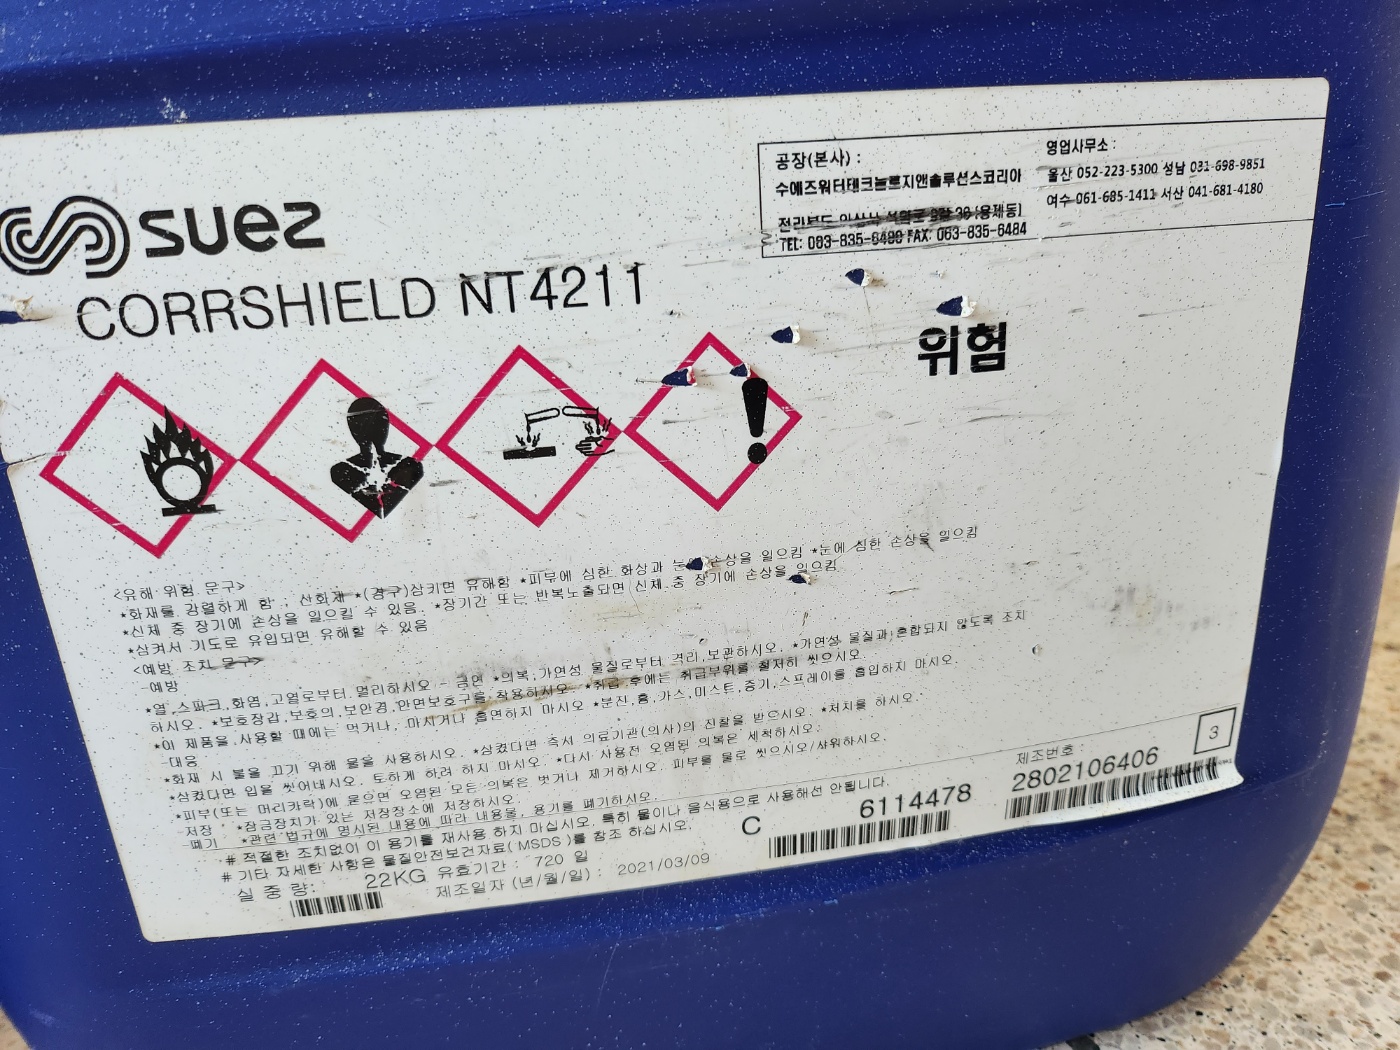 suez
CORRSHIELD NT4211
공장(본사) :
수에즈워터테크놀로지앤솔루션스코리아
전라북도 (용제동)
TEL: 063-835-6480 FAX: 063-835-6484
영업사무소 :
울산 052-223-5300 성남 031-698-9851
여수 061-685-1411 서산 041-681-4180
위험
<유해·위험 문구>
*화재를 강렬하게 함 ; 산화제 *(경구)삼키면 유해함 *피부에 심한 화상과 눈에 손상을 일으킴 *눈에 심한 손상을 일으킴
*신체 중 장기에 손상을 일으킬 수 있음. *장기간 또는 반복노출되면 신체 중 장기에 손상을 일으킴
*삼켜서 기도로 유입되면 유해할 수 있음
<예방 조치 문구>
-예방
*열,스파크,화염,고열로부터 멀리하시오 - 금연 *의복,가연성 물질로부터 격리,보관하시오. *가연성 물질과 혼합되지 않도록 조치
하시오. *보호장갑,보호의,보안경,안면보호구를 착용하시오. *취급 후에는 취급부위를 철저히 씻으시오.
*이 제품을 사용할 때에는 먹거나, 마시거나 흡연하지 마시오 *분진,흄,가스,미스트,증기,스프레이를 흡입하지 마시오.
-대응
*화재 시 불을 끄기 위해 물을 사용하시오. *삼켰다면 즉시 의료기관(의사)의 진찰을 받으시오. *처치를 하시오.
*삼켰다면 입을 씻어내시오. 토하게 하려 하지 마시오. *다시 사용전 오염된 의복은 세척하시오.
*피부(또는 머리카락)에 묻으면 오염된 모든 의복은 벗거나 제거하시오. 피부를 물로 씻으시오/샤워하시오.
-저장 *잠금장치가 있는 저장장소에 저장하시오.
-폐기 *관련 법규에 명시된 내용에 따라 내용물, 용기를 폐기하시오.
# 적절한 조치없이 이 용기를 재사용 하지 마십시오. 특히 물이나 음식용으로 사용해선 안됩니다.
# 기타 자세한 사항은 물질안전보건자료( MSDS )를 참조 하십시오.
실 중 량: 22KG 유효기간 : 720 일
제조일자 (년/월/일) : 2021/03/09
C 6114478
제조번호 :
2802106406
3